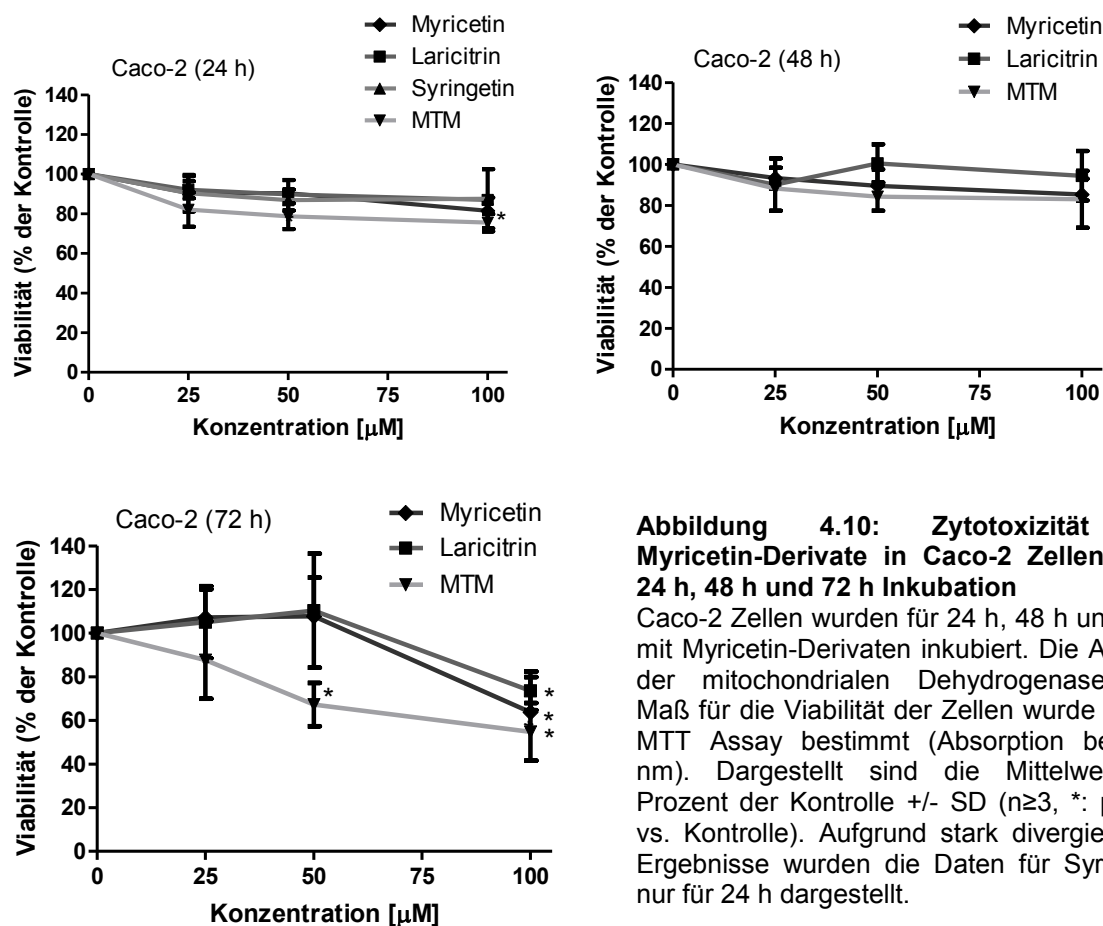 Caco-2 (24 h)
Myricetin
Laricitrin
Syringetin
MTM
Viabilität (% der Kontrolle)
140
120
100
80
60
40
20
0
*
0 25 50 75 100
Konzentration [µM]
Caco-2 (48 h)
Myricetin
Laricitrin
MTM
Viabilität (% der Kontrolle)
140
120
100
80
60
40
20
0
0 25 50 75 100
Konzentration [µM]
Caco-2 (72 h)
Myricetin
Laricitrin
MTM
Viabilität (% der Kontrolle)
140
120
100
80
60
40
20
0
*
*
*
*
0 25 50 75 100
Konzentration [µM]
Abbildung 4.10: Zytotoxizität
Myricetin-Derivate in Caco-2 Zellen
24 h, 48 h und 72 h Inkubation
Caco-2 Zellen wurden für 24 h, 48 h un
mit Myricetin-Derivaten inkubiert. Die A
der mitochondrialen Dehydrogenase
Maß für die Viabilität der Zellen wurde
MTT Assay bestimmt (Absorption be
nm). Dargestellt sind die Mittelwe
Prozent der Kontrolle +/- SD (n≥3, *:
vs. Kontrolle). Aufgrund stark divergie
Ergebnisse wurden die Daten für Syr
nur für 24 h dargestellt.